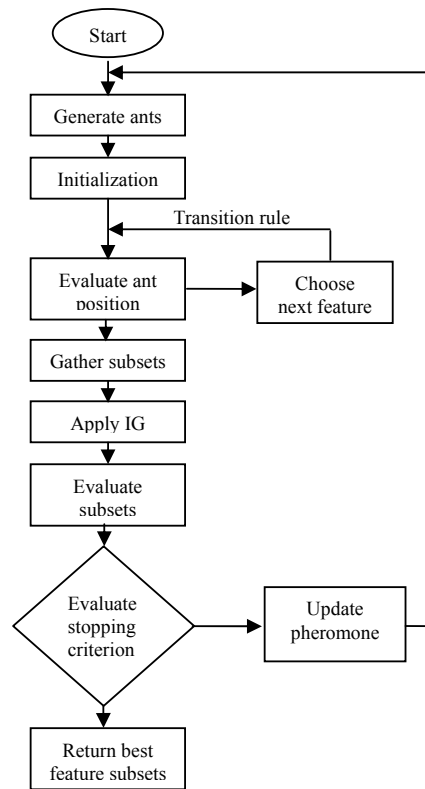 Start
Generate ants
Initialization
Transition rule
Evaluate ant
position
Choose
next feature
Gather subsets
Apply IG
Evaluate
subsets
Evaluate
stopping
criterion
Update
pheromone
Return best
feature subsets